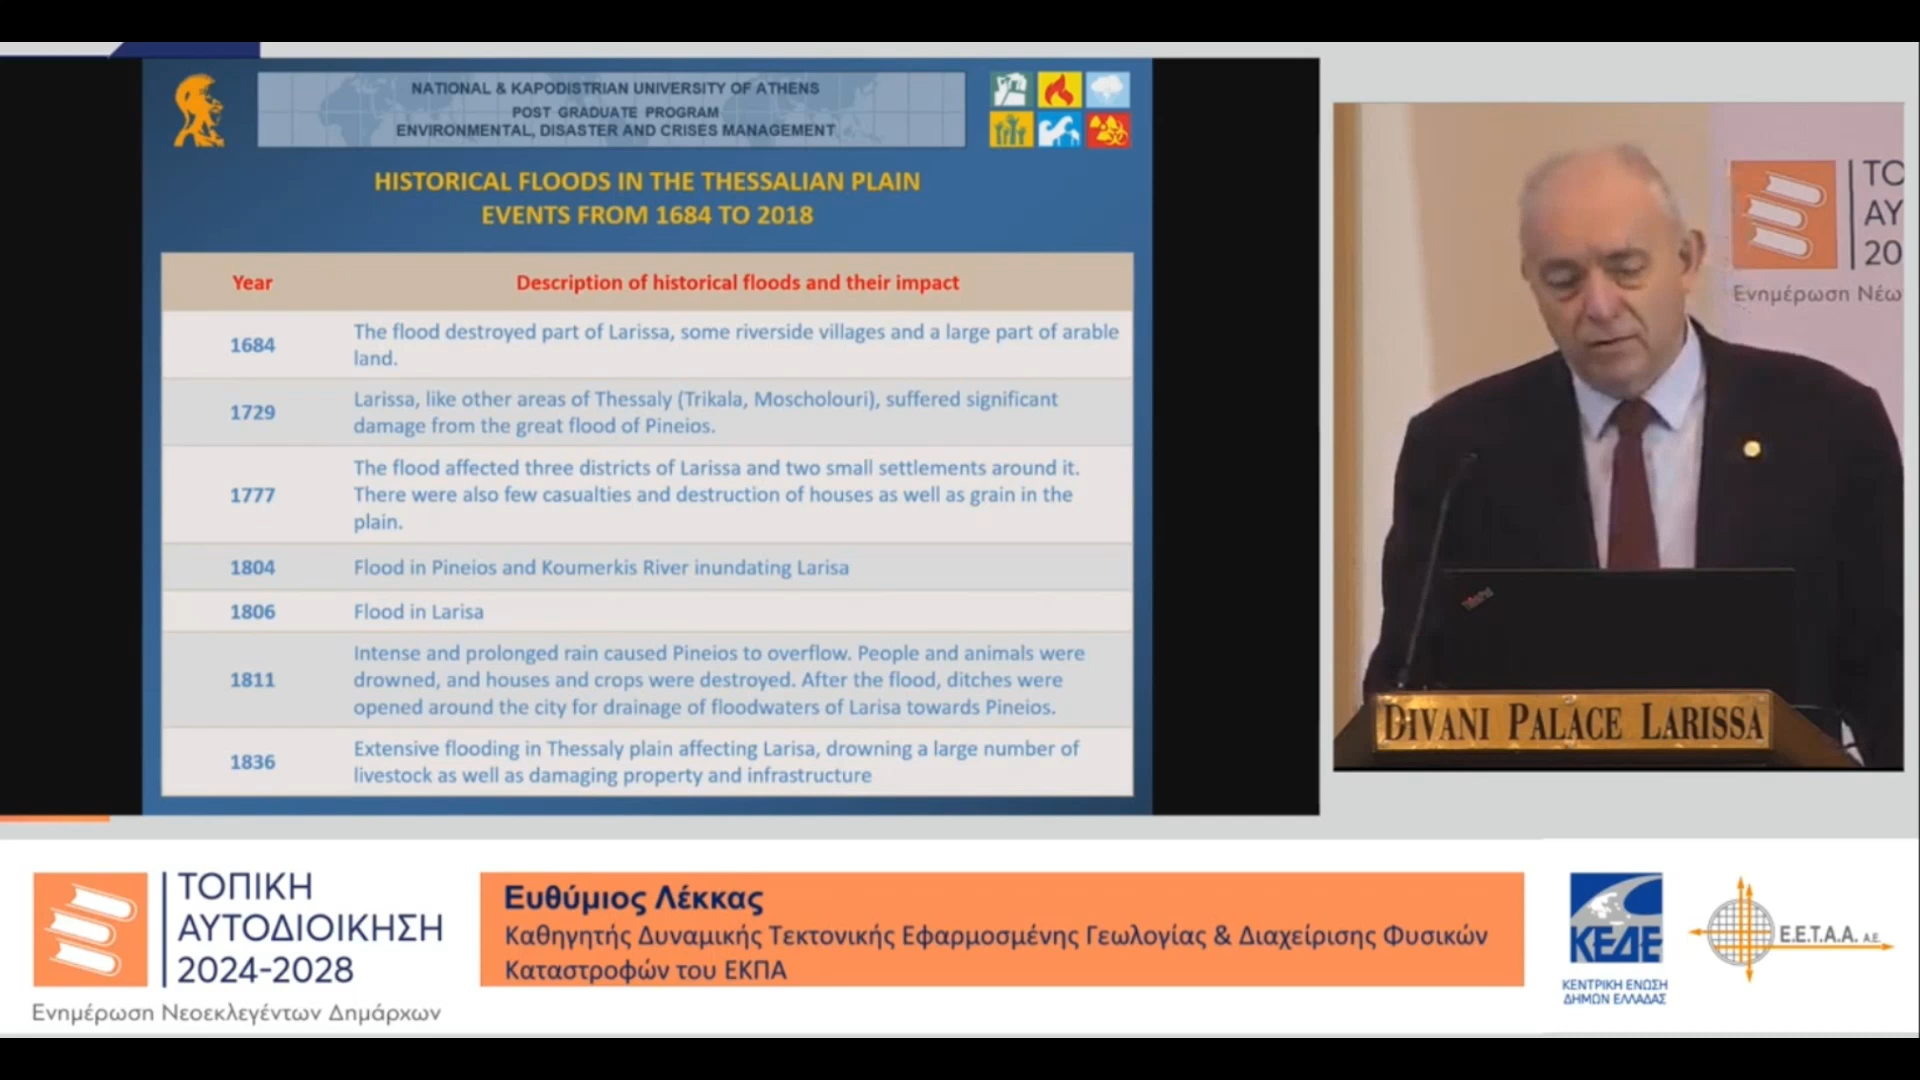 NATIONAL & KAPODISTRIAN UNIVERSITY OF ATHENS
POST GRADUATE PROGRAM
ENVIRONMENTAL, DISASTER AND CRISES MANAGEMENT
HISTORICAL FLOODS IN THE THESSALIAN PLAIN
EVENTS FROM 1684 TO 2018
Year Description of historical floods and their impact
1684 The flood destroyed part of Larissa, some riverside villages and a large part of arable
land.
1729 Larissa, like other areas of Thessaly (Trikala, Moscholouri), suffered significant
damage from the great flood of Pineios.
1777 The flood affected three districts of Larissa and two small settlements around it.
There were also few casualties and destruction of houses as well as grain in the
plain.
1804 Flood in Pineios and Koumerkis River inundating Larisa
1806 Flood in Larisa
1811 Intense and prolonged rain caused Pineios to overflow. People and animals were
drowned, and houses and crops were destroyed. After the flood, ditches were
opened around the city for drainage of floodwaters of Larisa towards Pineios.
1836 Extensive flooding in Thessaly plain affecting Larisa, drowning a large number of
livestock as well as damaging property and infrastructure
ΤΟ
ΑΥ
20
Ενημέρωση Νέω
ThinkPad
DIVANI PALACE LARISSA
ΤΟΠΙΚΗ
ΑΥΤΟΔΙΟΙΚΗΣΗ
2024-2028
Ενημέρωση Νεοεκλεγέντων Δημάρχων
Ευθύμιος Λέκκας
Καθηγητής Δυναμικής Τεκτονικής Εφαρμοσμένης Γεωλογίας & Διαχείρισης Φυσικών
Καταστροφών του ΕΚΠΑ
ΚΕΔΕ
ΚΕΝΤΡΙΚΗ ΕΝΩΣΗ
ΔΗΜΩΝ ΕΛΛΑΔΑΣ
Ε.Ε.Τ.Α.Α. Α.Ε.